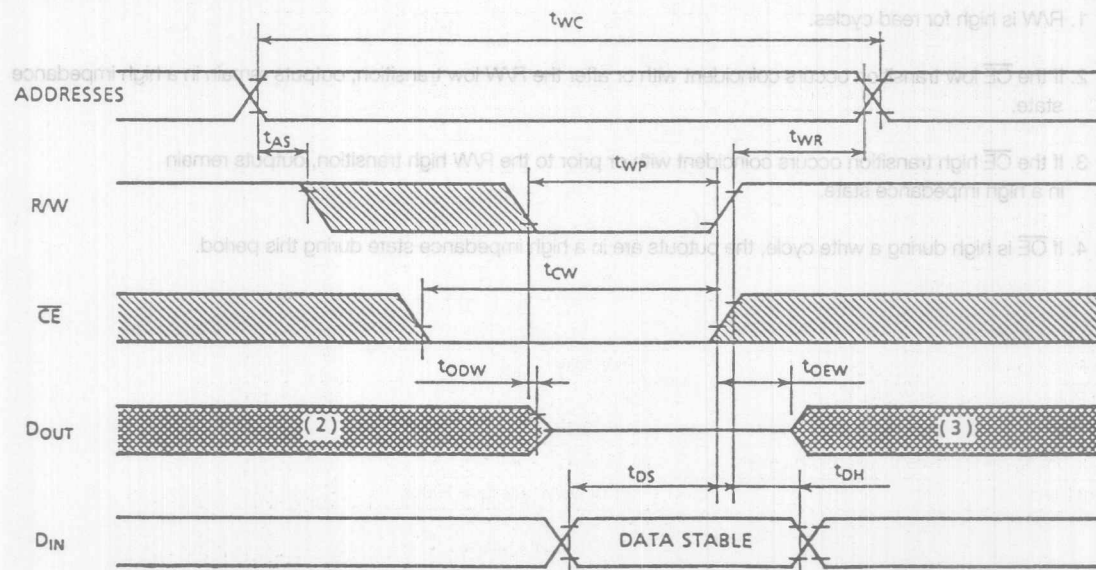 tWC
1. R/W is high for read cycles.
2. If the CE low transition occurs coincident with or after the R/W low transition, outputs remain in a high impedance
state.
ADDRESSES
tAS
tWR
3. If the CE high transition occurs coincident with or prior to the R/W high transition, outputs remain
in a high impedance state.
tWP
R/W
4. If OE is high during a write cycle, the outputs are in a high impedance state during this period.
tCW
CE
tODW
tOEW
DOUT
(2)
(3)
tDS
tDH
DIN
DATA STABLE